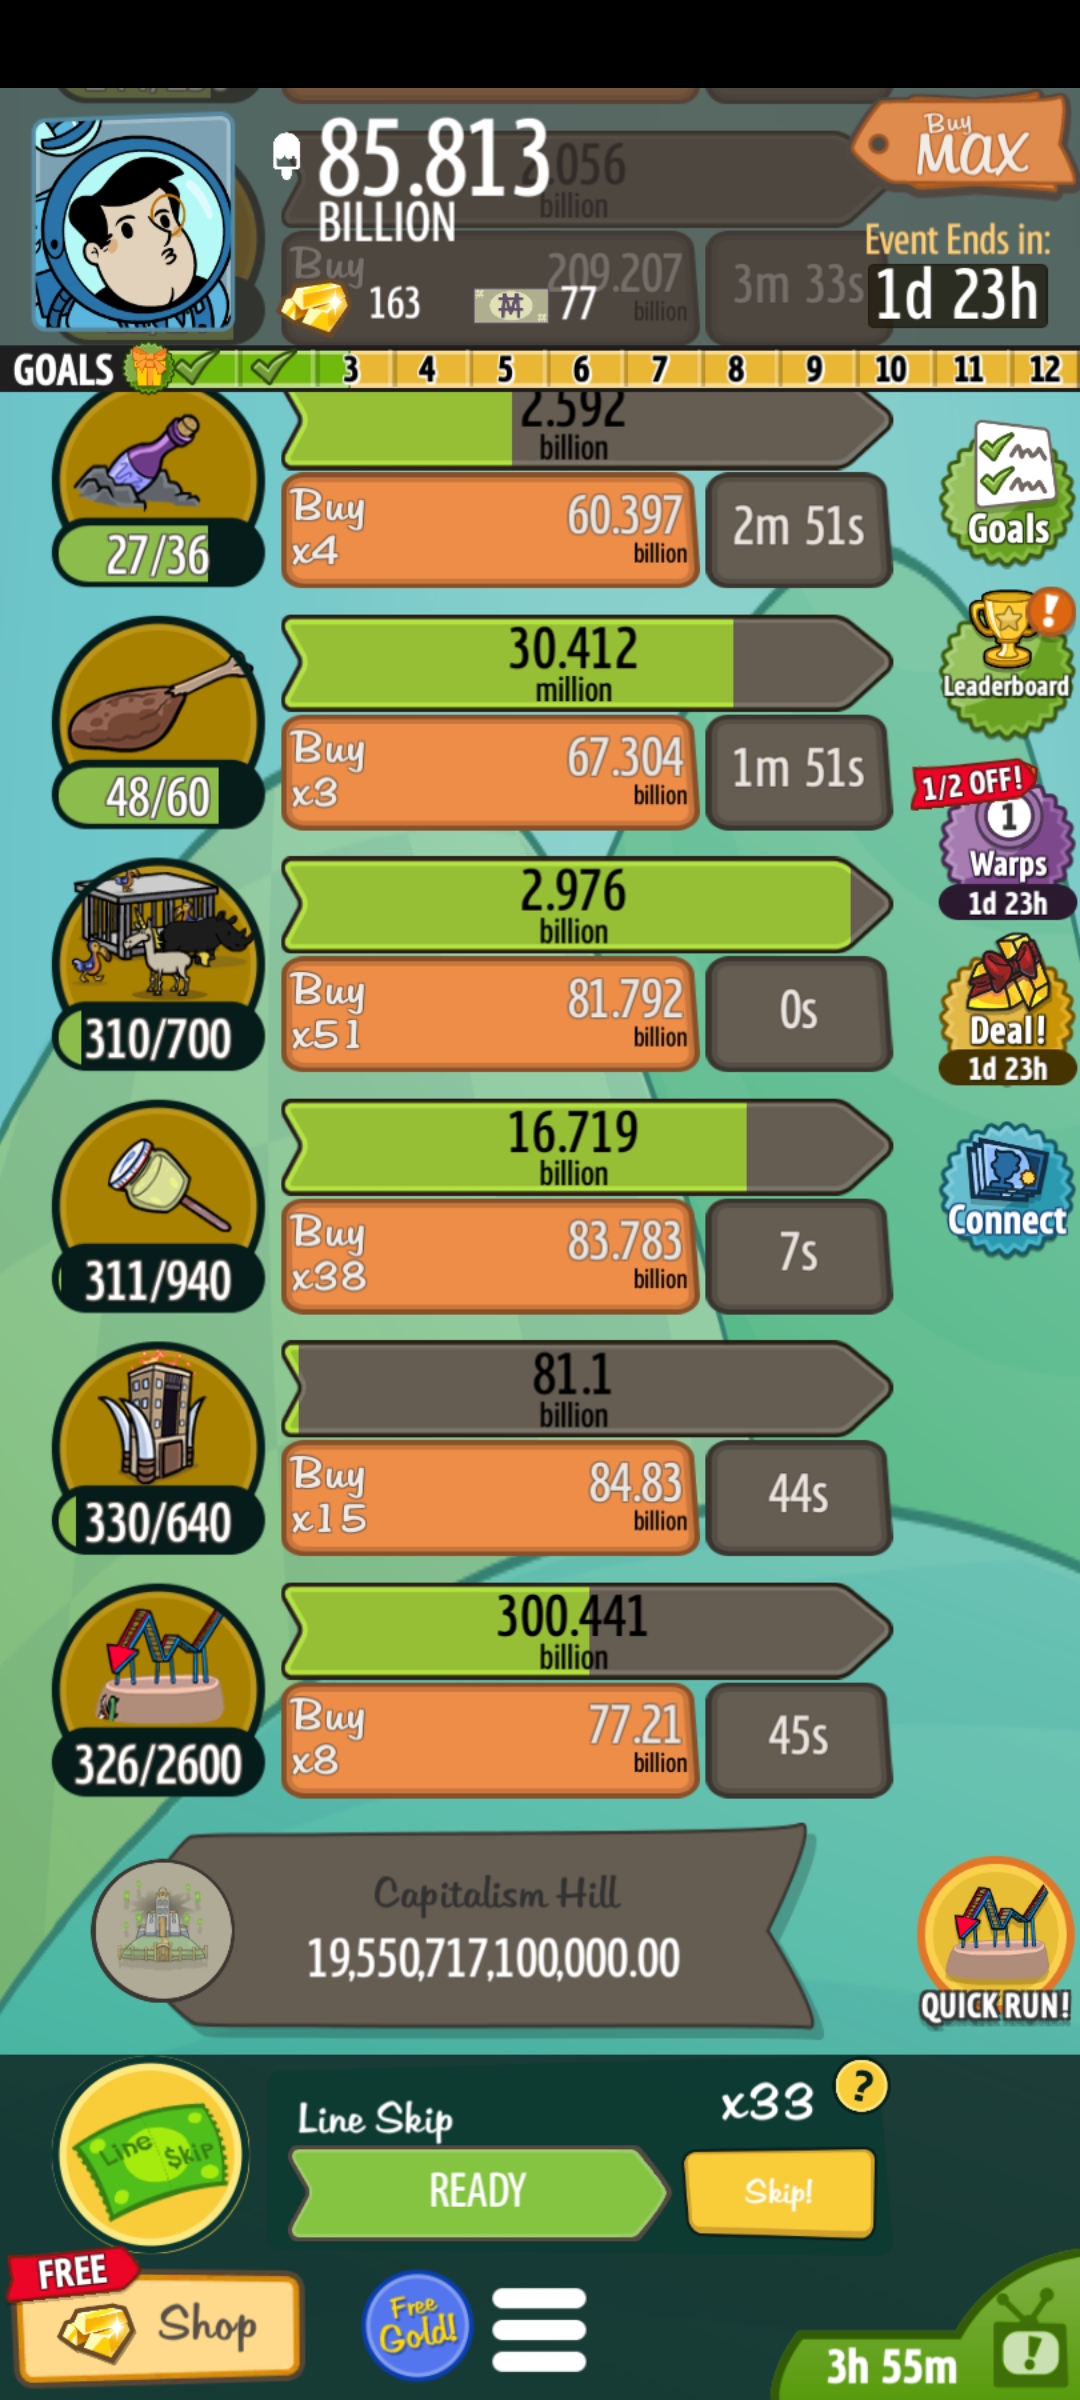 85.813
BILLION
.056
billion
Buy
MAX
Buy
209.207
billion
3m 33s
163
77
Event Ends in:
1d 23h
GOALS
3
4
5
6
7
8
9
10
11
12
2.592
billion
27/36
Buy
x4
60.397
billion
2m 51s
Goals
30.412
million
48/60
Buy
x3
67.304
billion
1m 51s
!
Leaderboard
1/2 OFF!
1
Warps
1d 23h
2.976
billion
310/700
Buy
x51
81.792
billion
0s
Deal!
1d 23h
16.719
billion
311/940
Buy
x38
83.783
billion
7s
Connect
81.1
billion
330/640
Buy
x15
84.83
billion
44s
300.441
billion
326/2600
Buy
x8
77.21
billion
45s
Capitalism Hill
19,550,717,100,000.00
QUICK RUN!
Line $kip
Line Skip
x33
?
READY
Skip!
FREE
Shop
Free
Gold!
3h 55m
!